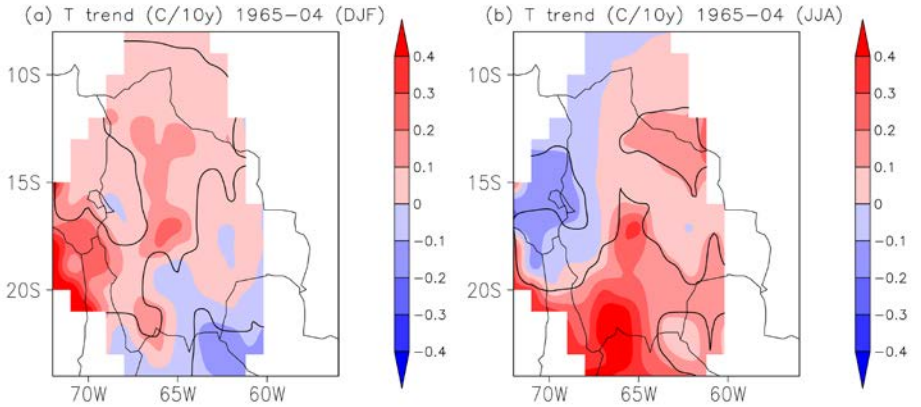 (a) T trend (C/10y) 1965-04 (DJF)
10S
15S
20S
70W 65W 60W
0.4
0.3
0.2
0.1
0
-0.1
-0.2
-0.3
-0.4
(b) T trend (C/10y) 1965-04 (JJA)
10S
15S
20S
70W 65W 60W
0.4
0.3
0.2
0.1
0
-0.1
-0.2
-0.3
-0.4